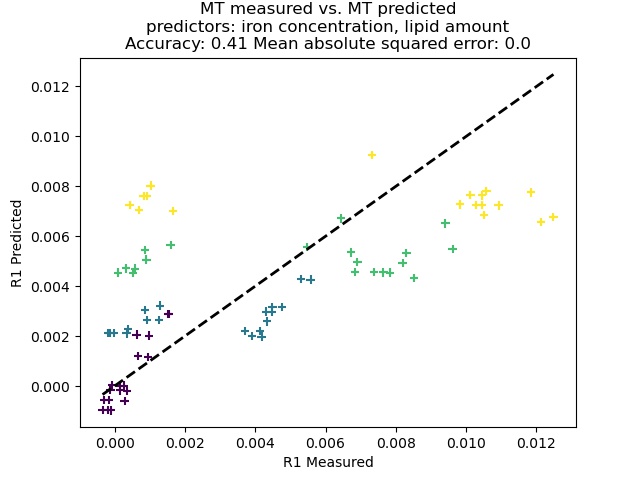 MT measured vs. MT predicted
predictors: iron concentration, lipid amount
Accuracy: 0.41 Mean absolute squared error: 0.0
0.012
0.010
0.008
0.006
0.004
0.002
0.000
R1 Predicted
0.000 0.002 0.004 0.006 0.008 0.010 0.012
R1 Measured